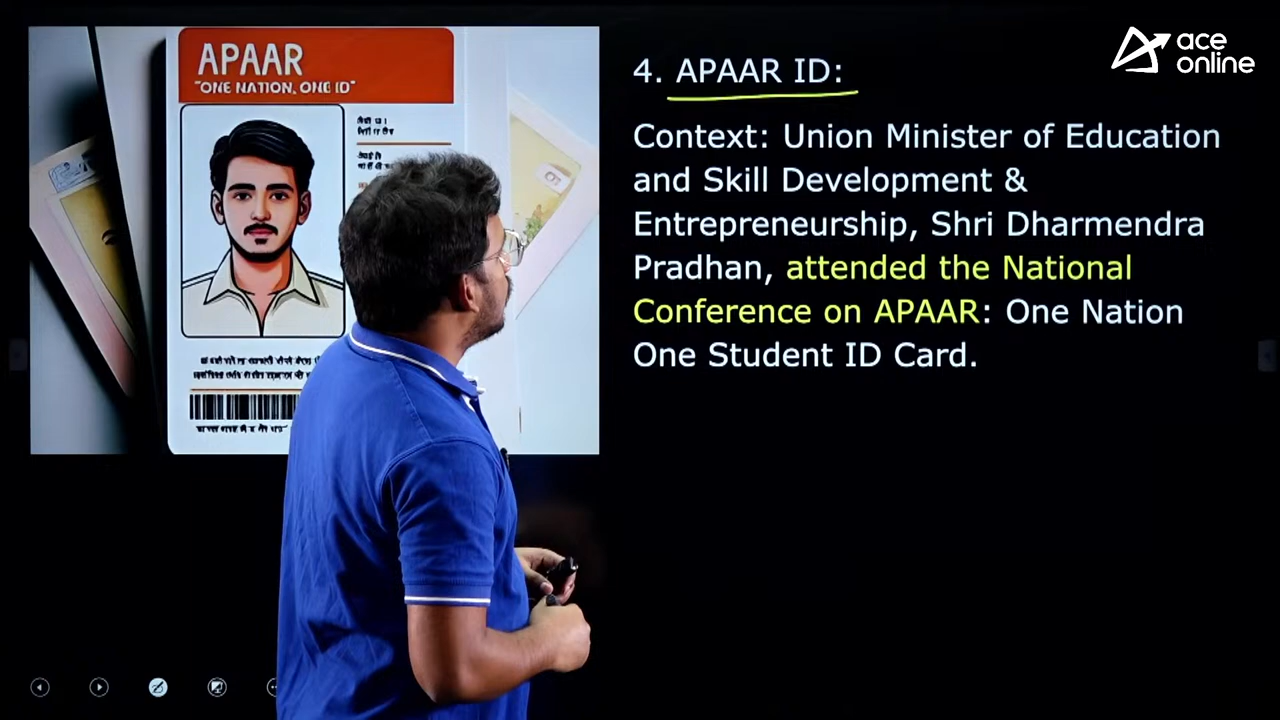 APAAR
"ONE NATION, ONE ID"
ace
online
4. APAAR ID:
Context: Union Minister of Education
and Skill Development &
Entrepreneurship, Shri Dharmendra
Pradhan, attended the National
Conference on APAAR: One Nation
One Student ID Card.